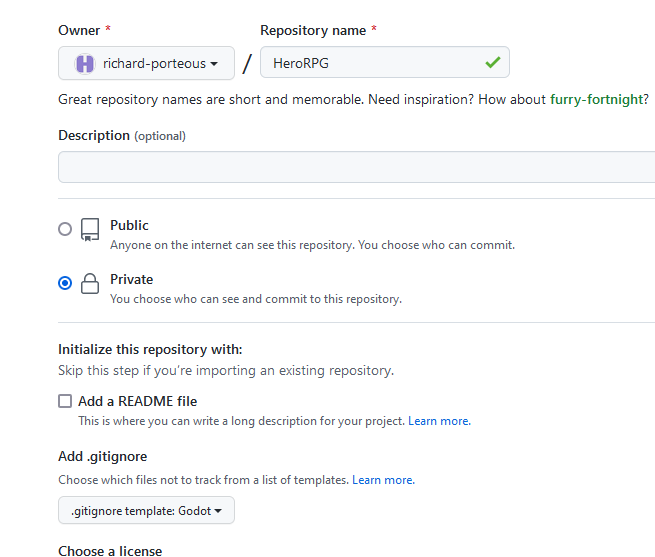 Owner * Repository name *
richard-porteous / HeroRPG
Great repository names are short and memorable. Need inspiration? How about furry-fortnight?
Description (optional)
Public
Anyone on the internet can see this repository. You choose who can commit.
Private
You choose who can see and commit to this repository.
Initialize this repository with:
Skip this step if you're importing an existing repository.
Add a README file
This is where you can write a long description for your project. Learn more.
Add .gitignore
Choose which files not to track from a list of templates. Learn more.
.gitignore template: Godot
Choose a license